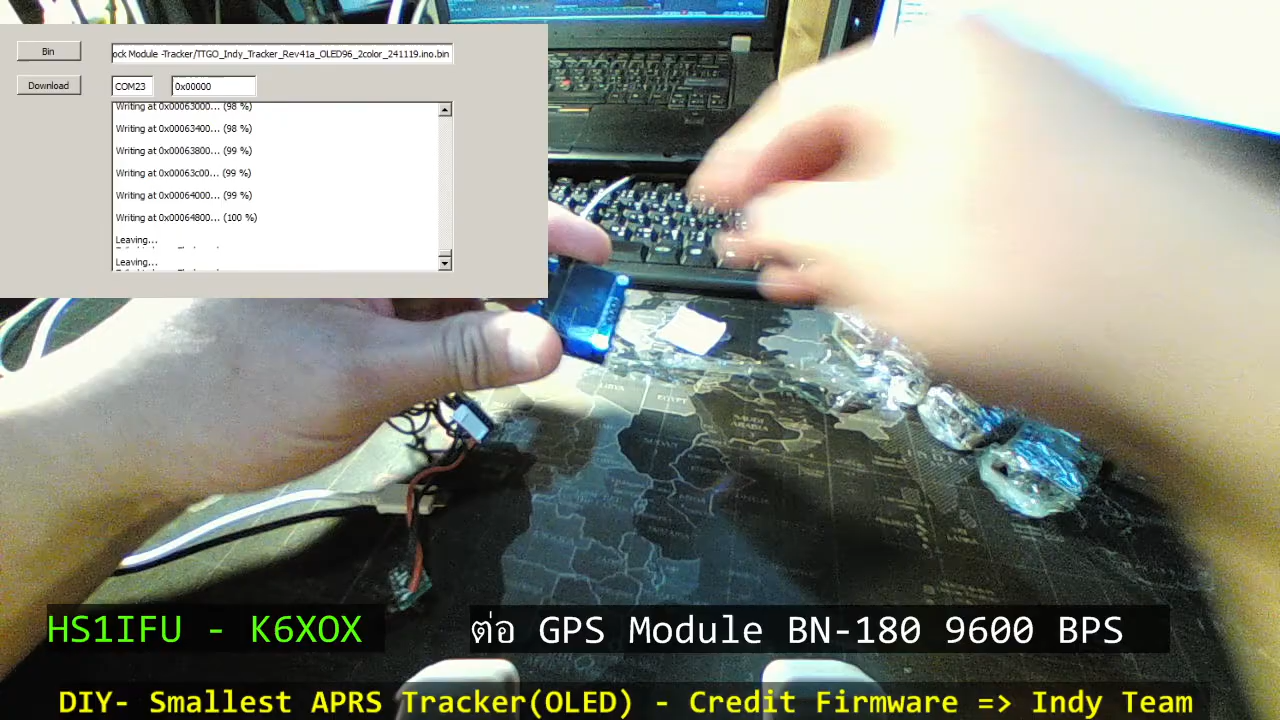 Bin
ock Module -Tracker/TTGO_Indy_Tracker_Rev41a_OLED96_2color_241119.ino.bin
Download
COM23
0x00000
Writing at 0x00063000... (98 %)
Writing at 0x00063400... (98 %)
Writing at 0x00063800... (99 %)
Writing at 0x00063c00... (99 %)
Writing at 0x00064000... (99 %)
Writing at 0x00064800... (100 %)
Leaving...
Leaving...
EGYPT
HS1IFU - K6XOX
ต่อ GPS Module BN-180 9600 BPS
DIY- Smallest APRS Tracker(OLED) - Credit Firmware => Indy Team